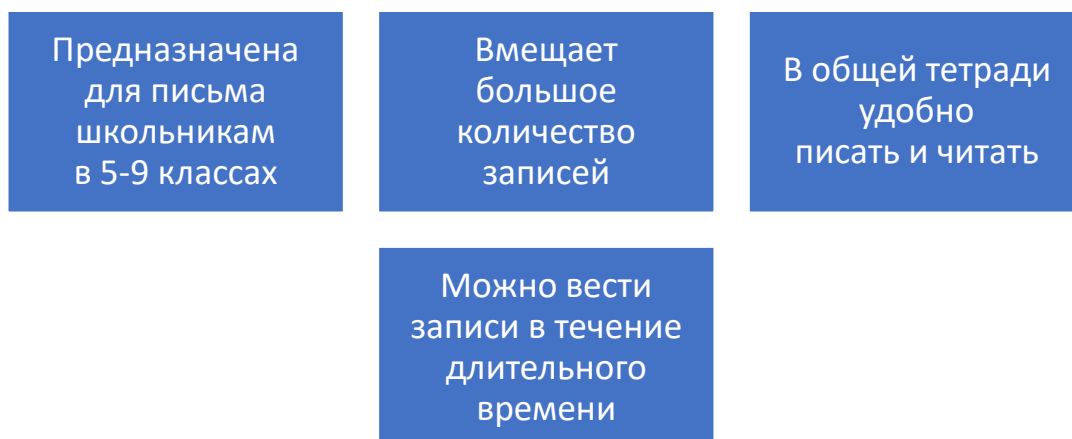 Предназначена
для письма
школьникам
в 5-9 классах
Вмещает
большое
количество
записей
В общей тетради
удобно
писать и читать
Можно вести
записи в течение
длительного
времени